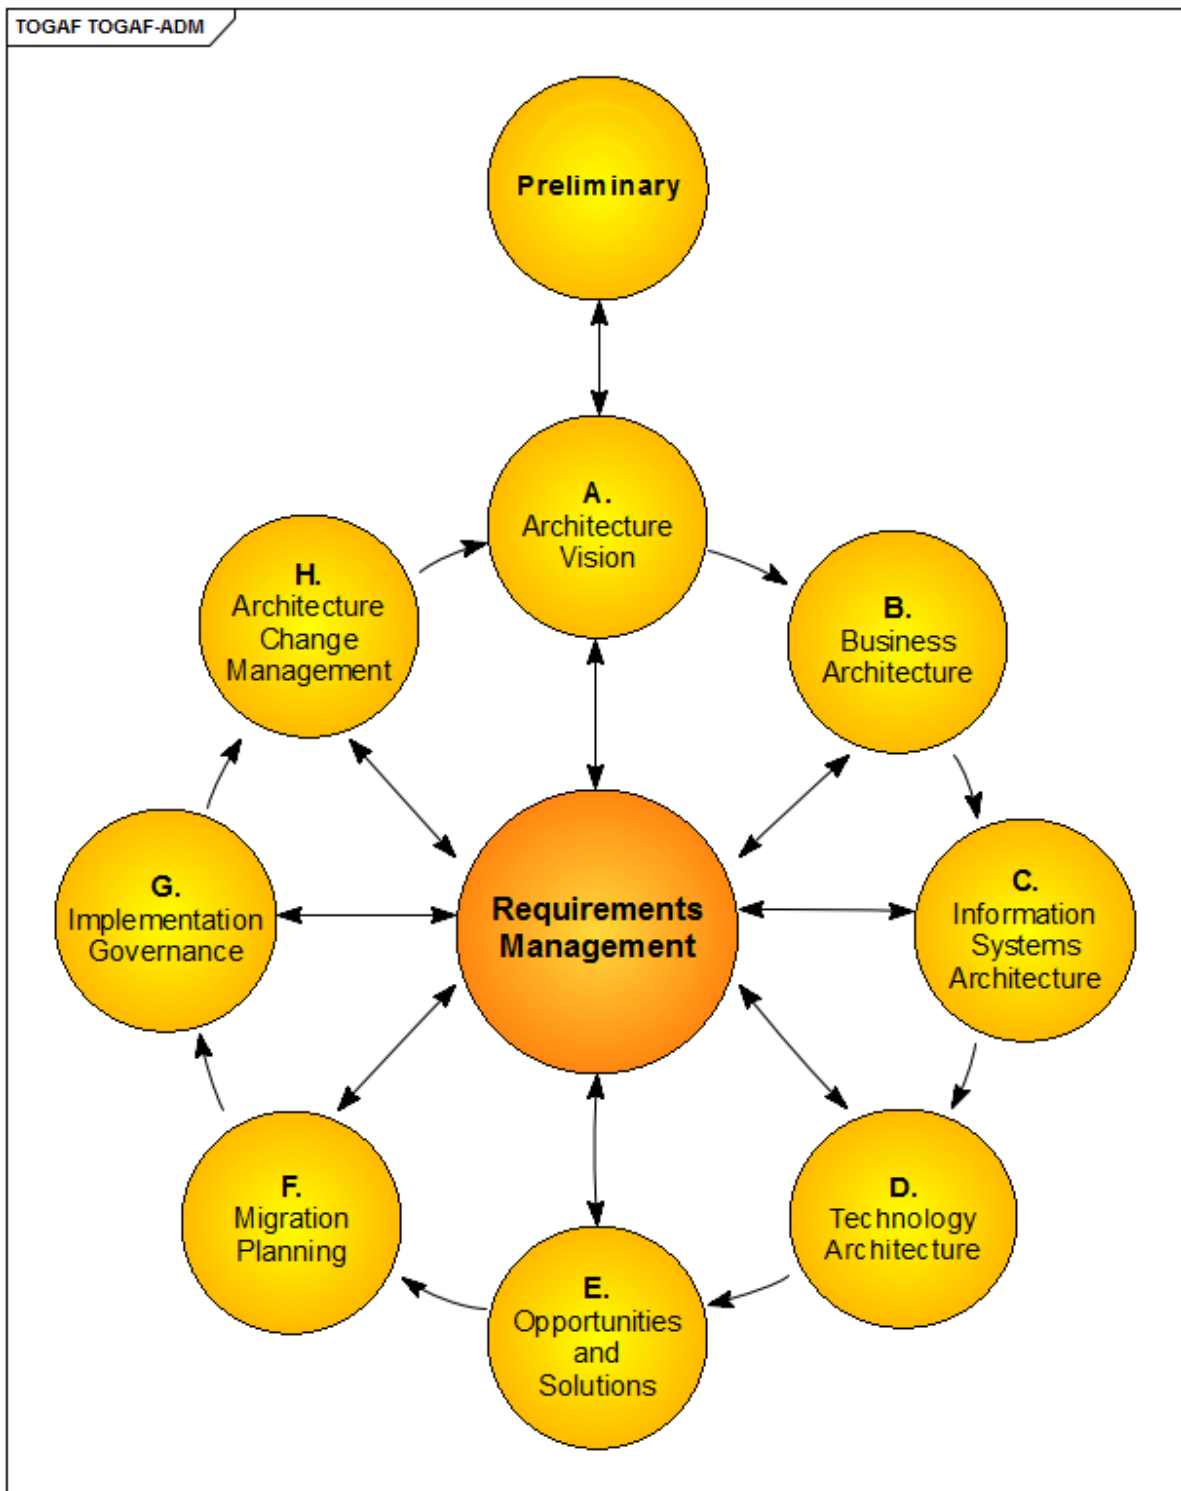 TOGAF TOGAF-ADM
Preliminary
A.
Architecture
Vision
B.
Business
Architecture
C.
Information
Systems
Architecture
D.
Technology
Architecture
E.
Opportunities
and
Solutions
F.
Migration
Planning
G.
Implementation
Governance
H.
Architecture
Change
Management
Requirements
Management